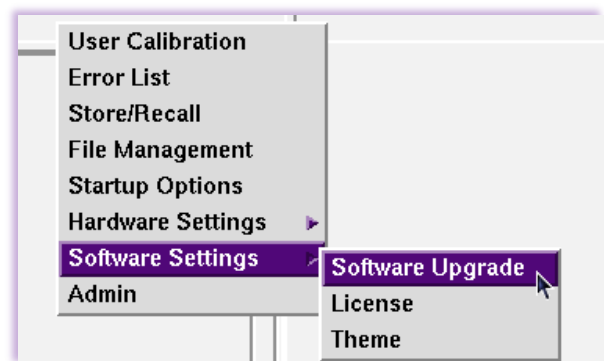 User Calibration
Error List
Store/Recall
File Management
Startup Options
Hardware Settings
Software Settings
Admin
Software Upgrade
License
Theme